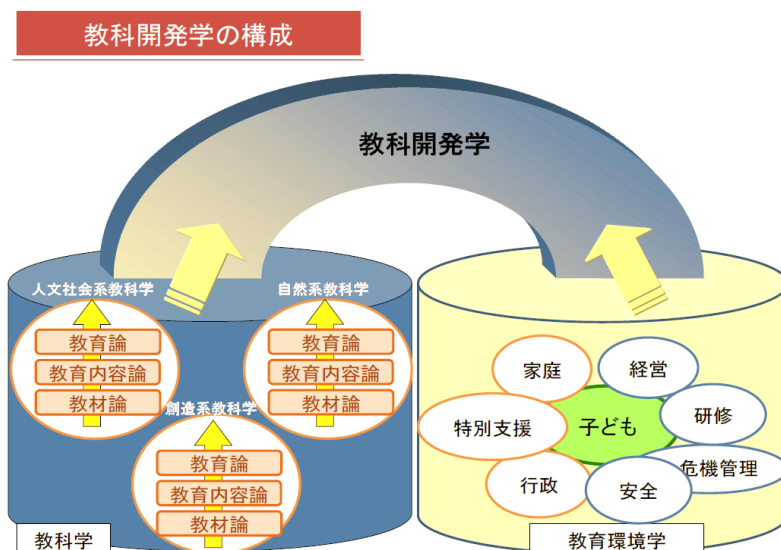 教科開発学の構成
教科開発学
人文社会系教科学
教育論
教育内容論
教材論
自然系教科学
教育論
教育内容論
教材論
創造系教科学
教育論
教育内容論
教材論
教科学
家庭
経営
特別支援
子ども
研修
危機管理
行政
安全
教育環境学